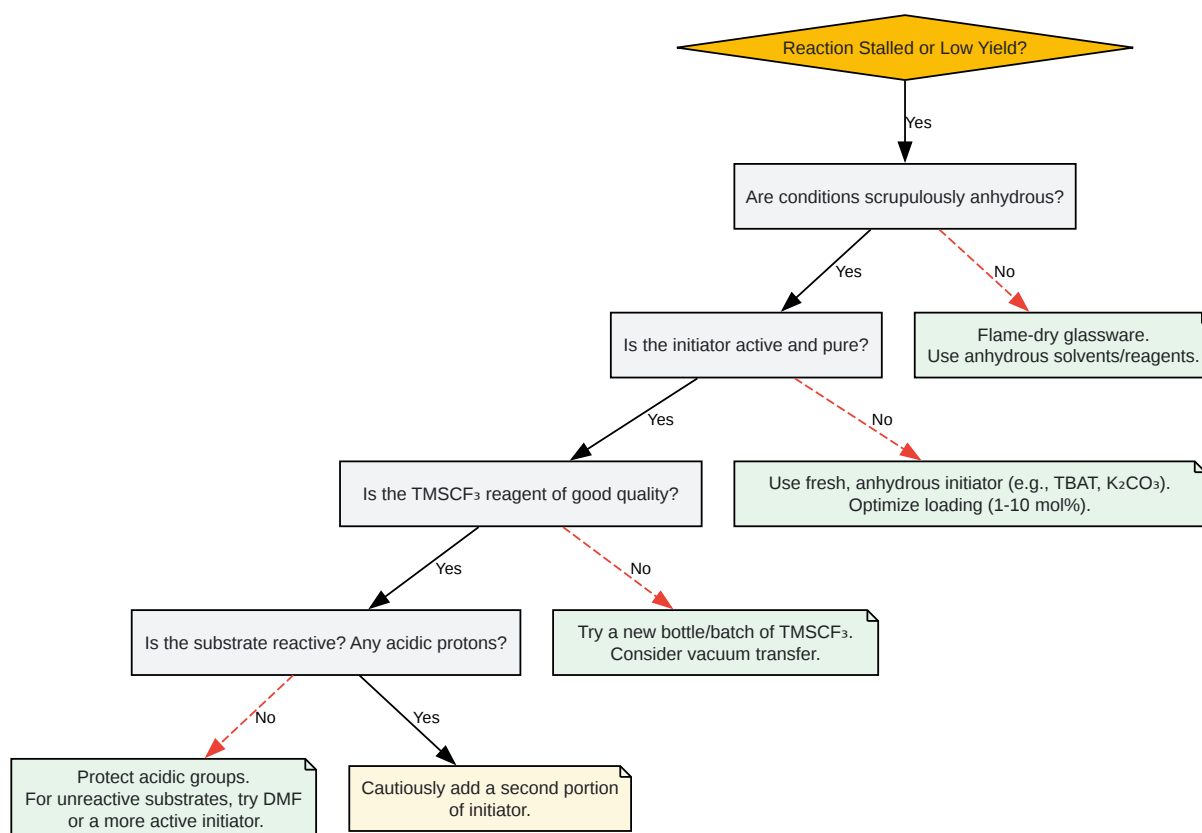 Reaction Stalled or Low Yield?
Yes
Are conditions scrupulously anhydrous?
Yes
No
Is the initiator active and pure?
Flame-dry glassware.
Use anhydrous solvents/reagents.
Yes
No
Is the TMSCF₃ reagent of good quality?
Use fresh, anhydrous initiator (e.g., TBAT, K₂CO₃).
Optimize loading (1-10 mol%).
Yes
No
Is the substrate reactive? Any acidic protons?
Try a new bottle/batch of TMSCF₃.
Consider vacuum transfer.
No
Yes
Protect acidic groups.
For unreactive substrates, try DMF
or a more active initiator.
Cautiously add a second portion
of initiator.